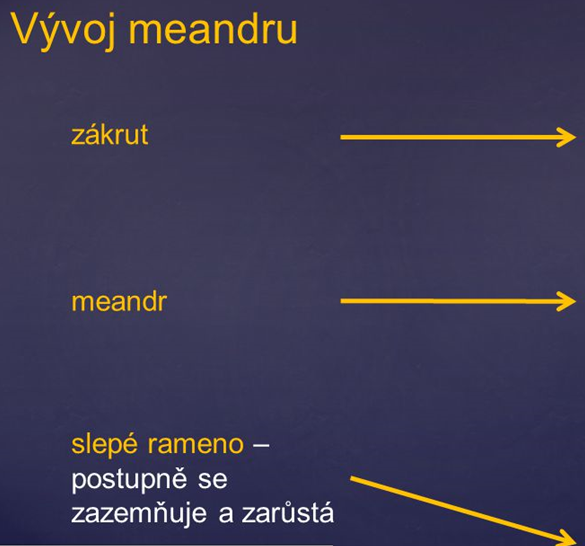 Vývoj meandru
zákrut
meandr
slepé rameno –
postupně se
zazemňuje a zarůstá